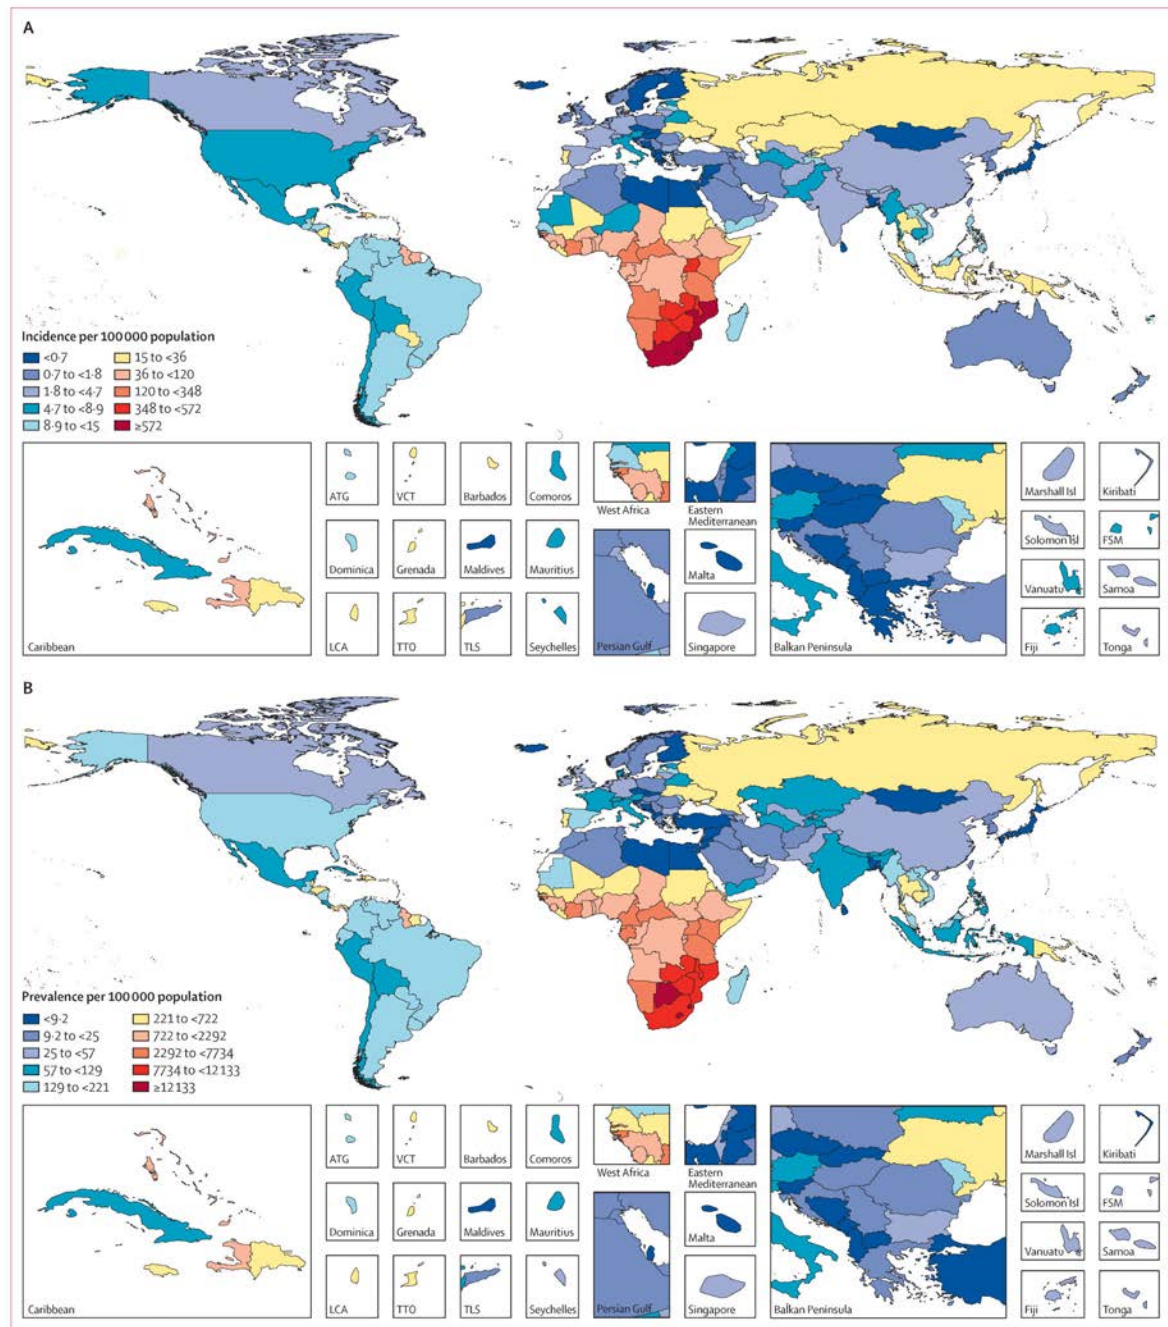 A
Incidence per 100 000 population
<0·7
0·7 to <1·8
1·8 to <4·7
4·7 to <8·9
8·9 to <15
15 to <36
36 to <120
120 to <348
348 to <572
≥572
Caribbean
ATG
VCT
Barbados
Comoros
Dominica
Grenada
Maldives
Mauritius
LCA
TTO
TLS
Seychelles
West Africa
Eastern
Mediterranean
Persian Gulf
Malta
Singapore
Balkan Peninsula
Marshall Isl
Kiribati
Solomon Isl
FSM
Vanuatu
Samoa
Fiji
Tonga
B
Prevalence per 100 000 population
<9·2
9·2 to <25
25 to <57
57 to <129
129 to <221
221 to <722
722 to <2292
2292 to <7734
7734 to <12 133
≥12 133
Caribbean
ATG
VCT
Barbados
Comoros
Dominica
Grenada
Maldives
Mauritius
LCA
TTO
TLS
Seychelles
West Africa
Eastern
Mediterranean
Persian Gulf
Malta
Singapore
Balkan Peninsula
Marshall Isl
Kiribati
Solomon Isl
FSM
Vanuatu
Samoa
Fiji
Tonga